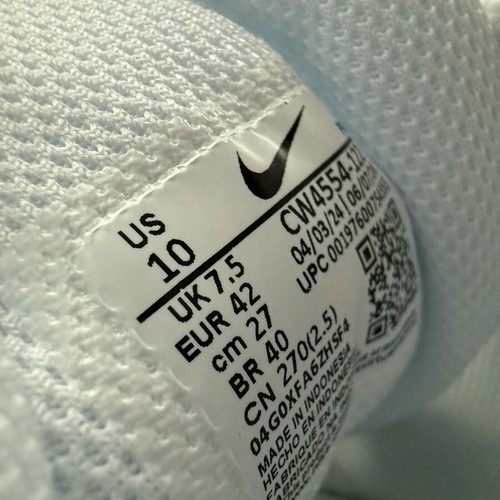 US
10
UK 7.5
EUR 42
cm 27
BR 40
CN 270(2.5)
04G0XFA6ZHSF4
MADE IN INDONESIA
HECHO EN INDONESIA
CW4554-
04/03/24 | 06/
UPC